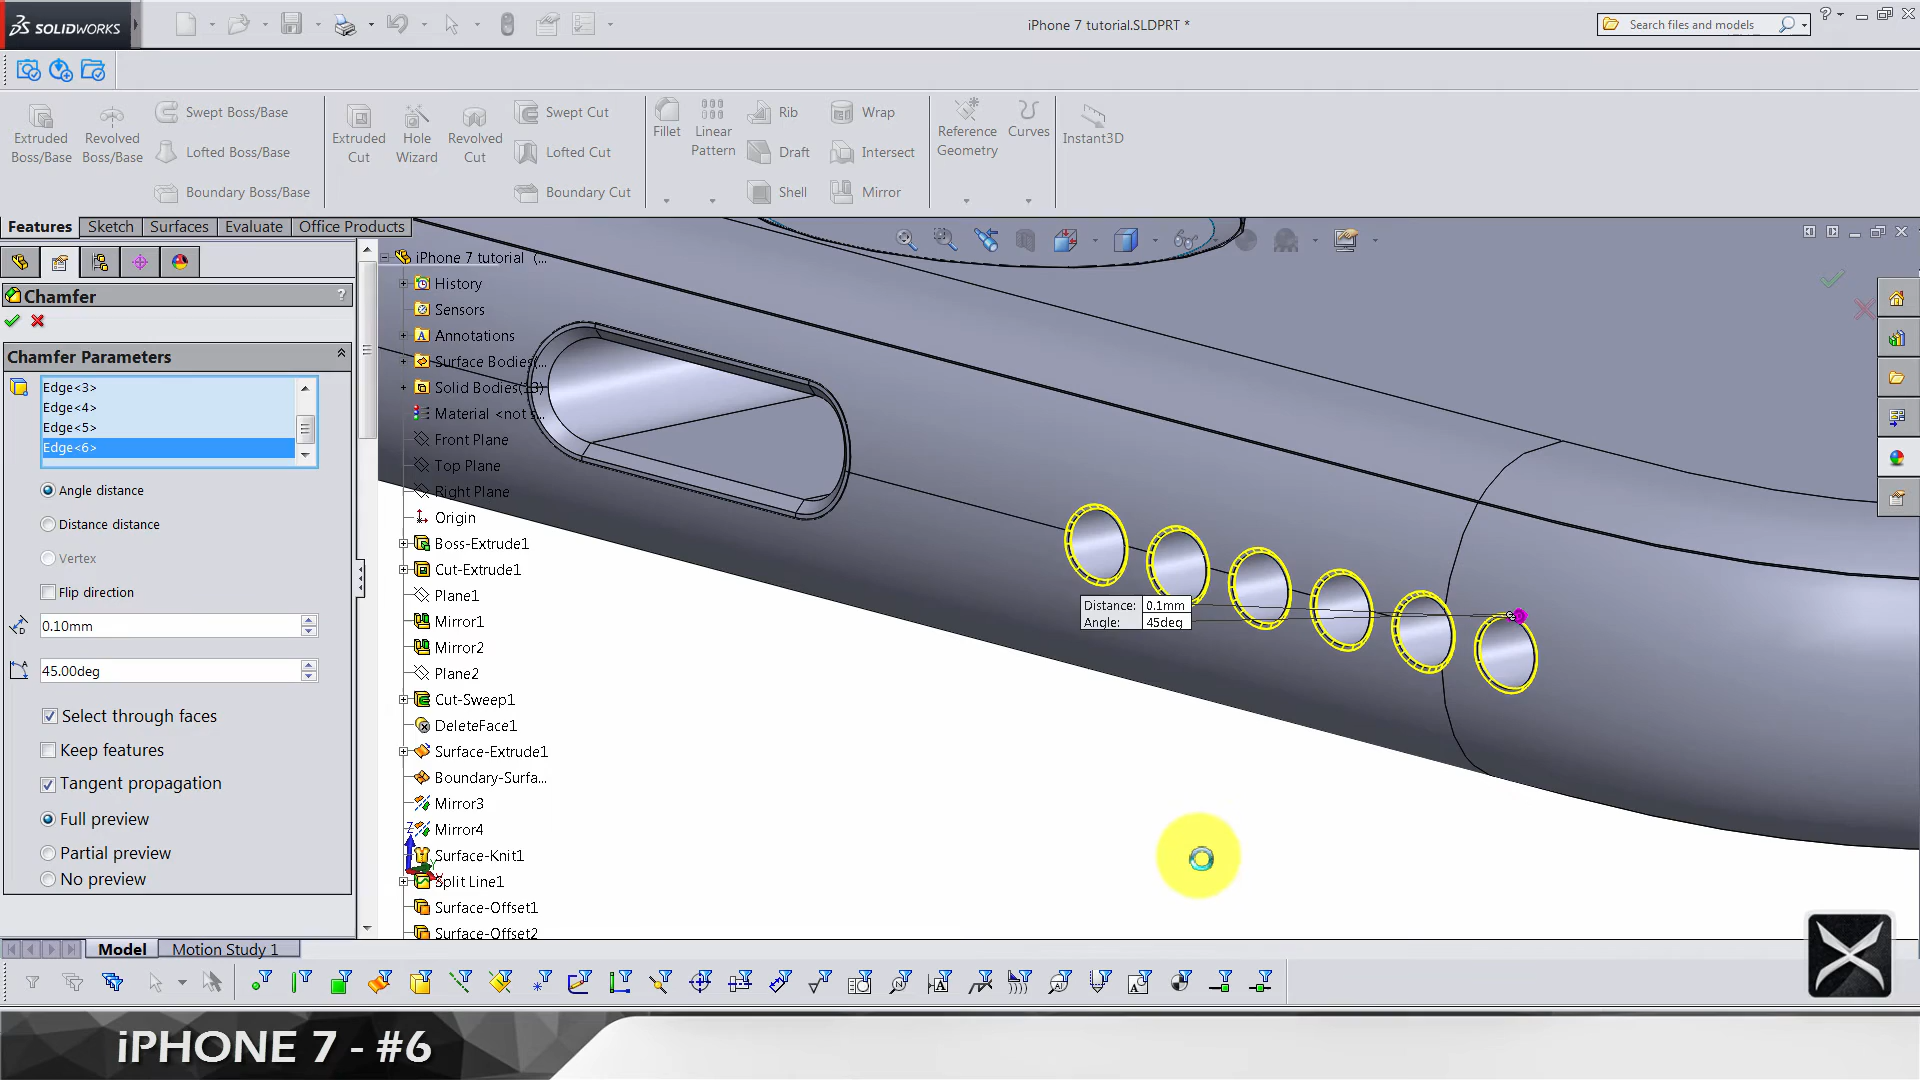 SOLIDWORKS
iPhone 7 tutorial.SLDPRT *
Search files and models
Extruded Boss/Base
Revolved Boss/Base
Swept Boss/Base
Lofted Boss/Base
Boundary Boss/Base
Extruded Cut
Hole Wizard
Revolved Cut
Swept Cut
Lofted Cut
Boundary Cut
Fillet
Linear Pattern
Rib
Draft
Shell
Wrap
Intersect
Mirror
Reference Geometry
Curves
Instant3D
Features Sketch Surfaces Evaluate Office Products
Chamfer ?
Chamfer Parameters
Edge<3>
Edge<4>
Edge<5>
Edge<6>
Angle distance
Distance distance
Vertex
Flip direction
0.10mm
45.00deg
Select through faces
Keep features
Tangent propagation
Full preview
Partial preview
No preview
iPhone 7 tutorial (...
History
Sensors
Annotations
Surface Bodies(...
Solid Bodies(13)
Material <not s...
Front Plane
Top Plane
Right Plane
Origin
Boss-Extrude1
Cut-Extrude1
Plane1
Mirror1
Mirror2
Plane2
Cut-Sweep1
DeleteFace1
Surface-Extrude1
Boundary-Surfa...
Mirror3
Mirror4
Surface-Knit1
Split Line1
Surface-Offset1
Surface-Offset2
Distance: 0.1mm
Angle: 45deg
Z
Model Motion Study 1
iPHONE 7 - #6